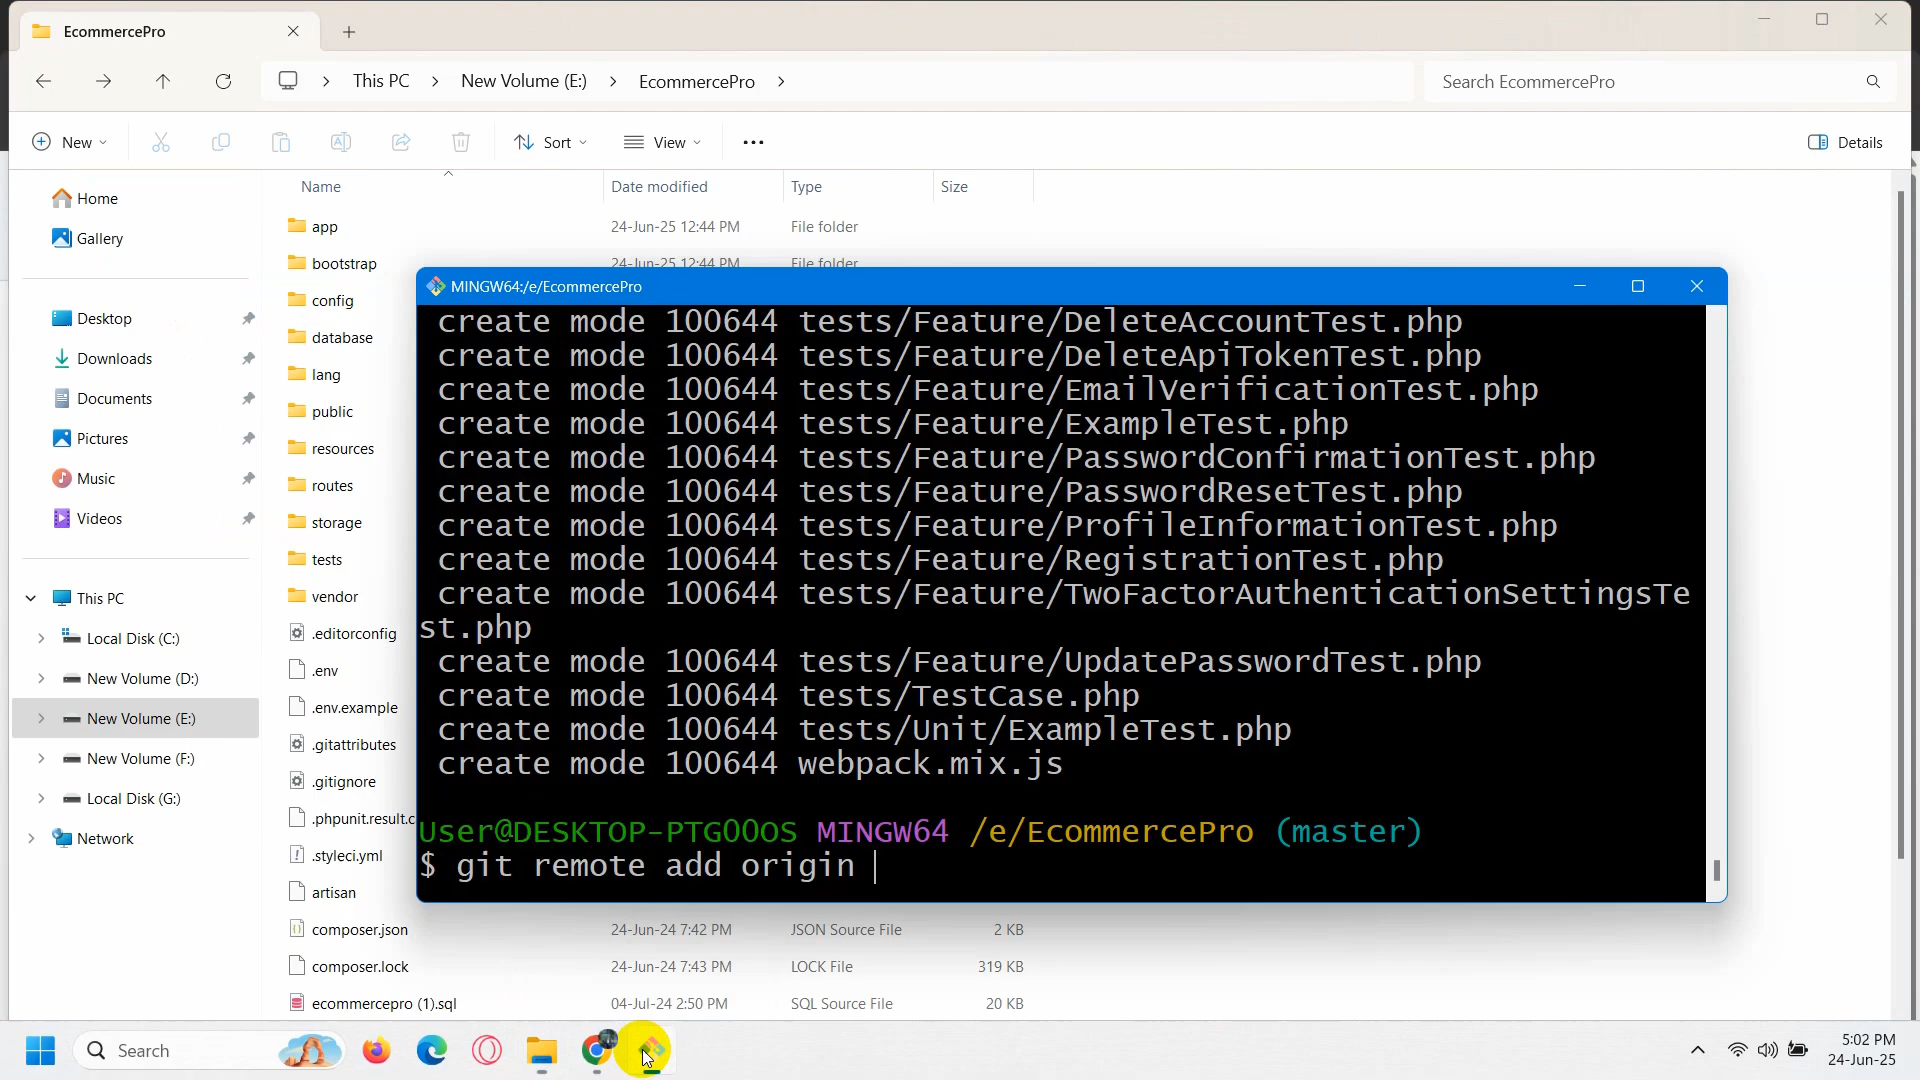 EcommercePro
This PC
New Volume (E:)
EcommercePro
Search EcommercePro
New
Sort
View
Details
Name
Date modified
Type
Size
Home
Gallery
Desktop
Downloads
Documents
Pictures
Music
Videos
This PC
Local Disk (C:)
New Volume (D:)
New Volume (E:)
New Volume (F:)
Local Disk (G:)
Network
app 24-Jun-25 12:44 PM File folder
bootstrap 24-Jun-25 12:44 PM File folder
config
database
lang
public
resources
routes
storage
tests
vendor
.editorconfig
.env
.env.example
.gitattributes
.gitignore
.phpunit.result.c
.styleci.yml
artisan
composer.json 24-Jun-24 7:42 PM JSON Source File 2 KB
composer.lock 24-Jun-24 7:43 PM LOCK File 319 KB
ecommercepro (1).sql 04-Jul-24 2:50 PM SQL Source File 20 KB
MINGW64:/e/EcommercePro
create mode 100644 tests/Feature/DeleteAccountTest.php
create mode 100644 tests/Feature/DeleteApiTokenTest.php
create mode 100644 tests/Feature/EmailVerificationTest.php
create mode 100644 tests/Feature/ExampleTest.php
create mode 100644 tests/Feature/PasswordConfirmationTest.php
create mode 100644 tests/Feature/PasswordResetTest.php
create mode 100644 tests/Feature/ProfileInformationTest.php
create mode 100644 tests/Feature/RegistrationTest.php
create mode 100644 tests/Feature/TwoFactorAuthenticationSettingsTe
st.php
create mode 100644 tests/Feature/UpdatePasswordTest.php
create mode 100644 tests/TestCase.php
create mode 100644 tests/Unit/ExampleTest.php
create mode 100644 webpack.mix.js
User@DESKTOP-PTG00OS MINGW64 /e/EcommercePro (master)
$ git remote add origin
Search
5:02 PM
24-Jun-25